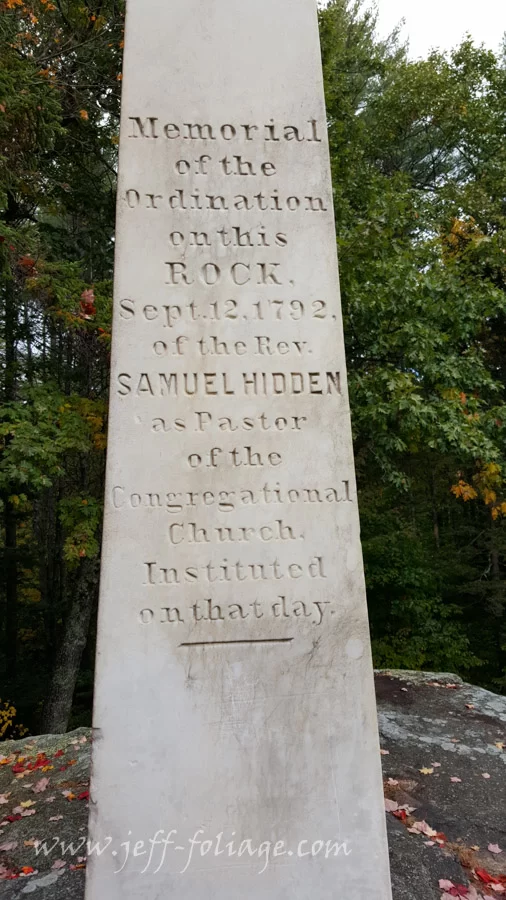 Memorial
of the
Ordination
on this
ROCK.
Sept. 12, 1792,
of the Rev.
SAMUEL HIDDEN
as Pastor
of the
Congregational
Church.
Instituted
on that day.
www.jeff-foliage.com